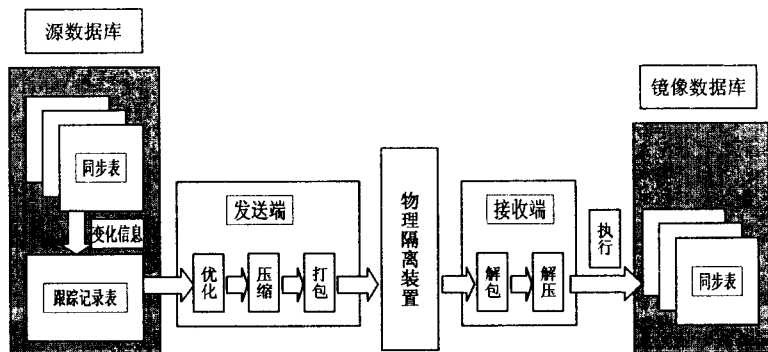 源数据库
同步表
变化信息
跟踪记录表
发送端
优化
压缩
打包
物理隔离装置
接收端
解包
解压
执行
镜像数据库
同步表